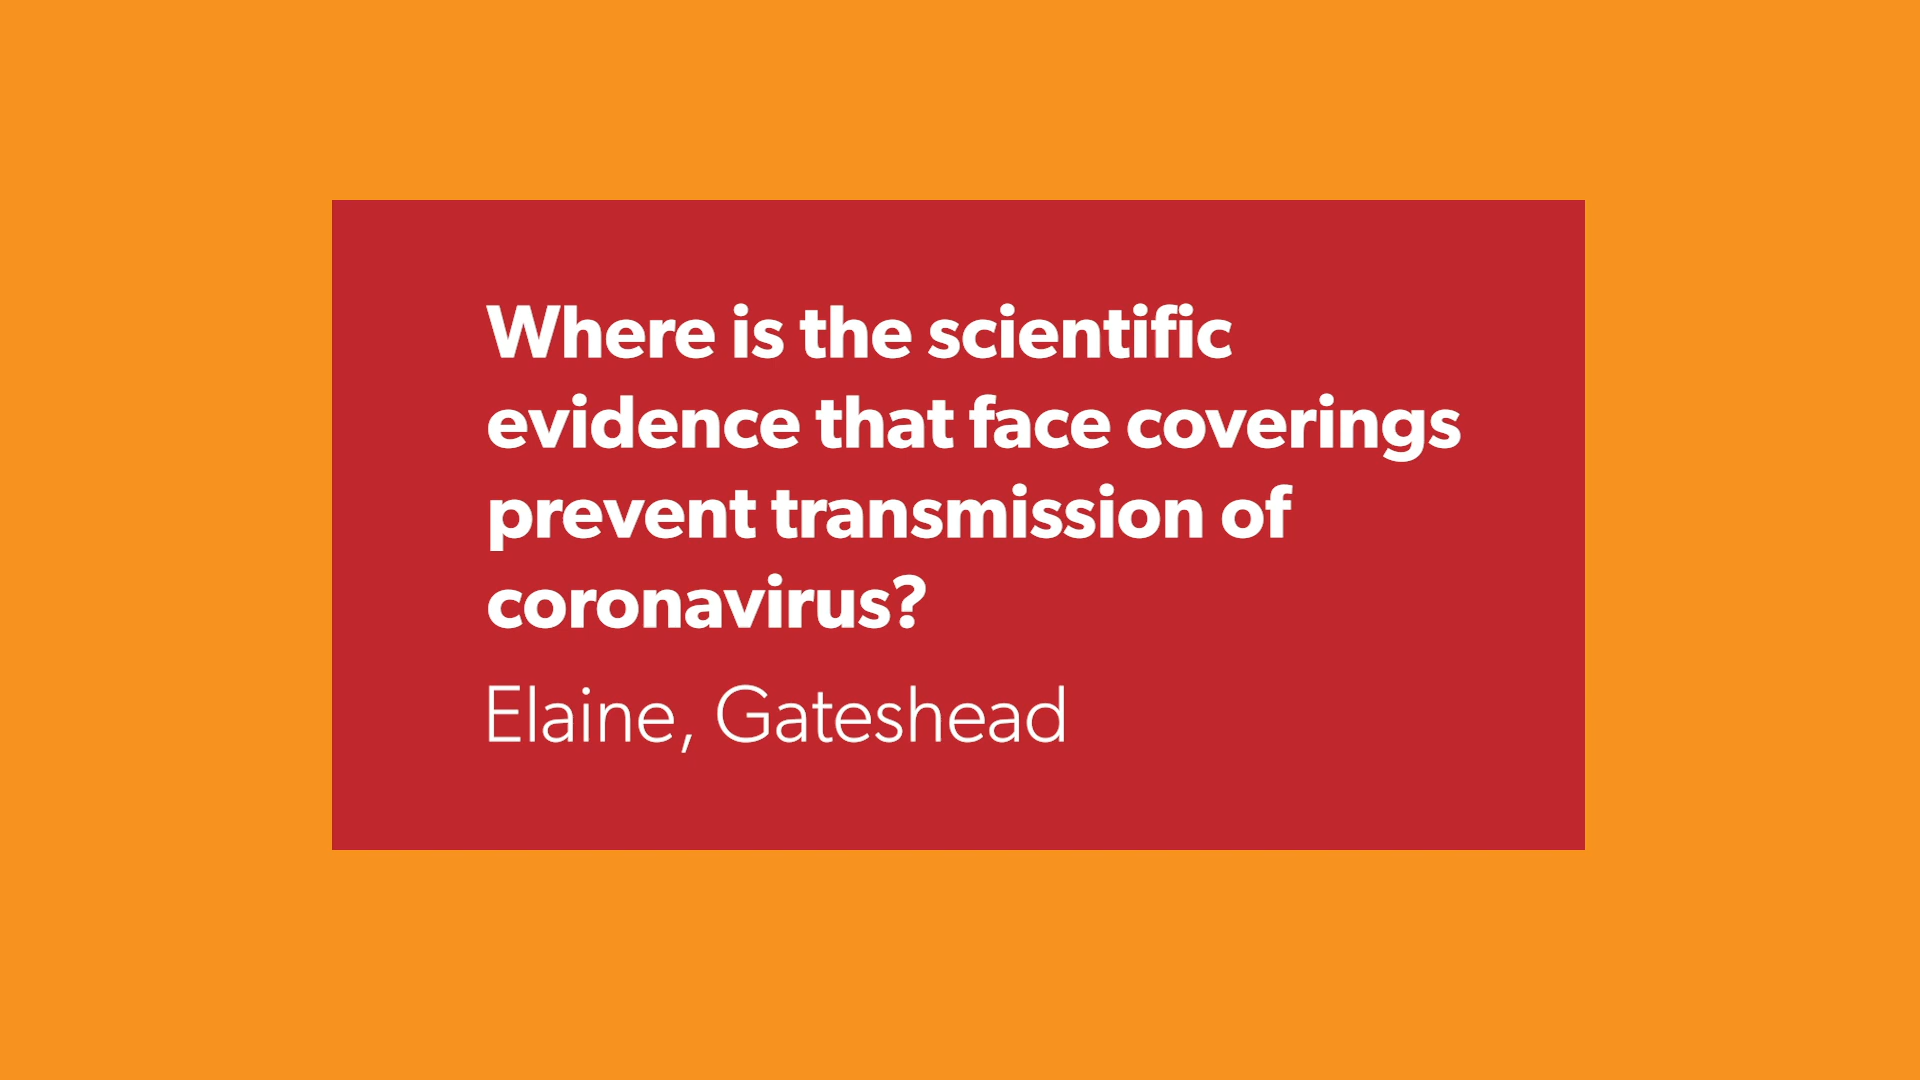 Where is the scientific
evidence that face coverings
prevent transmission of
coronavirus?
Elaine, Gateshead